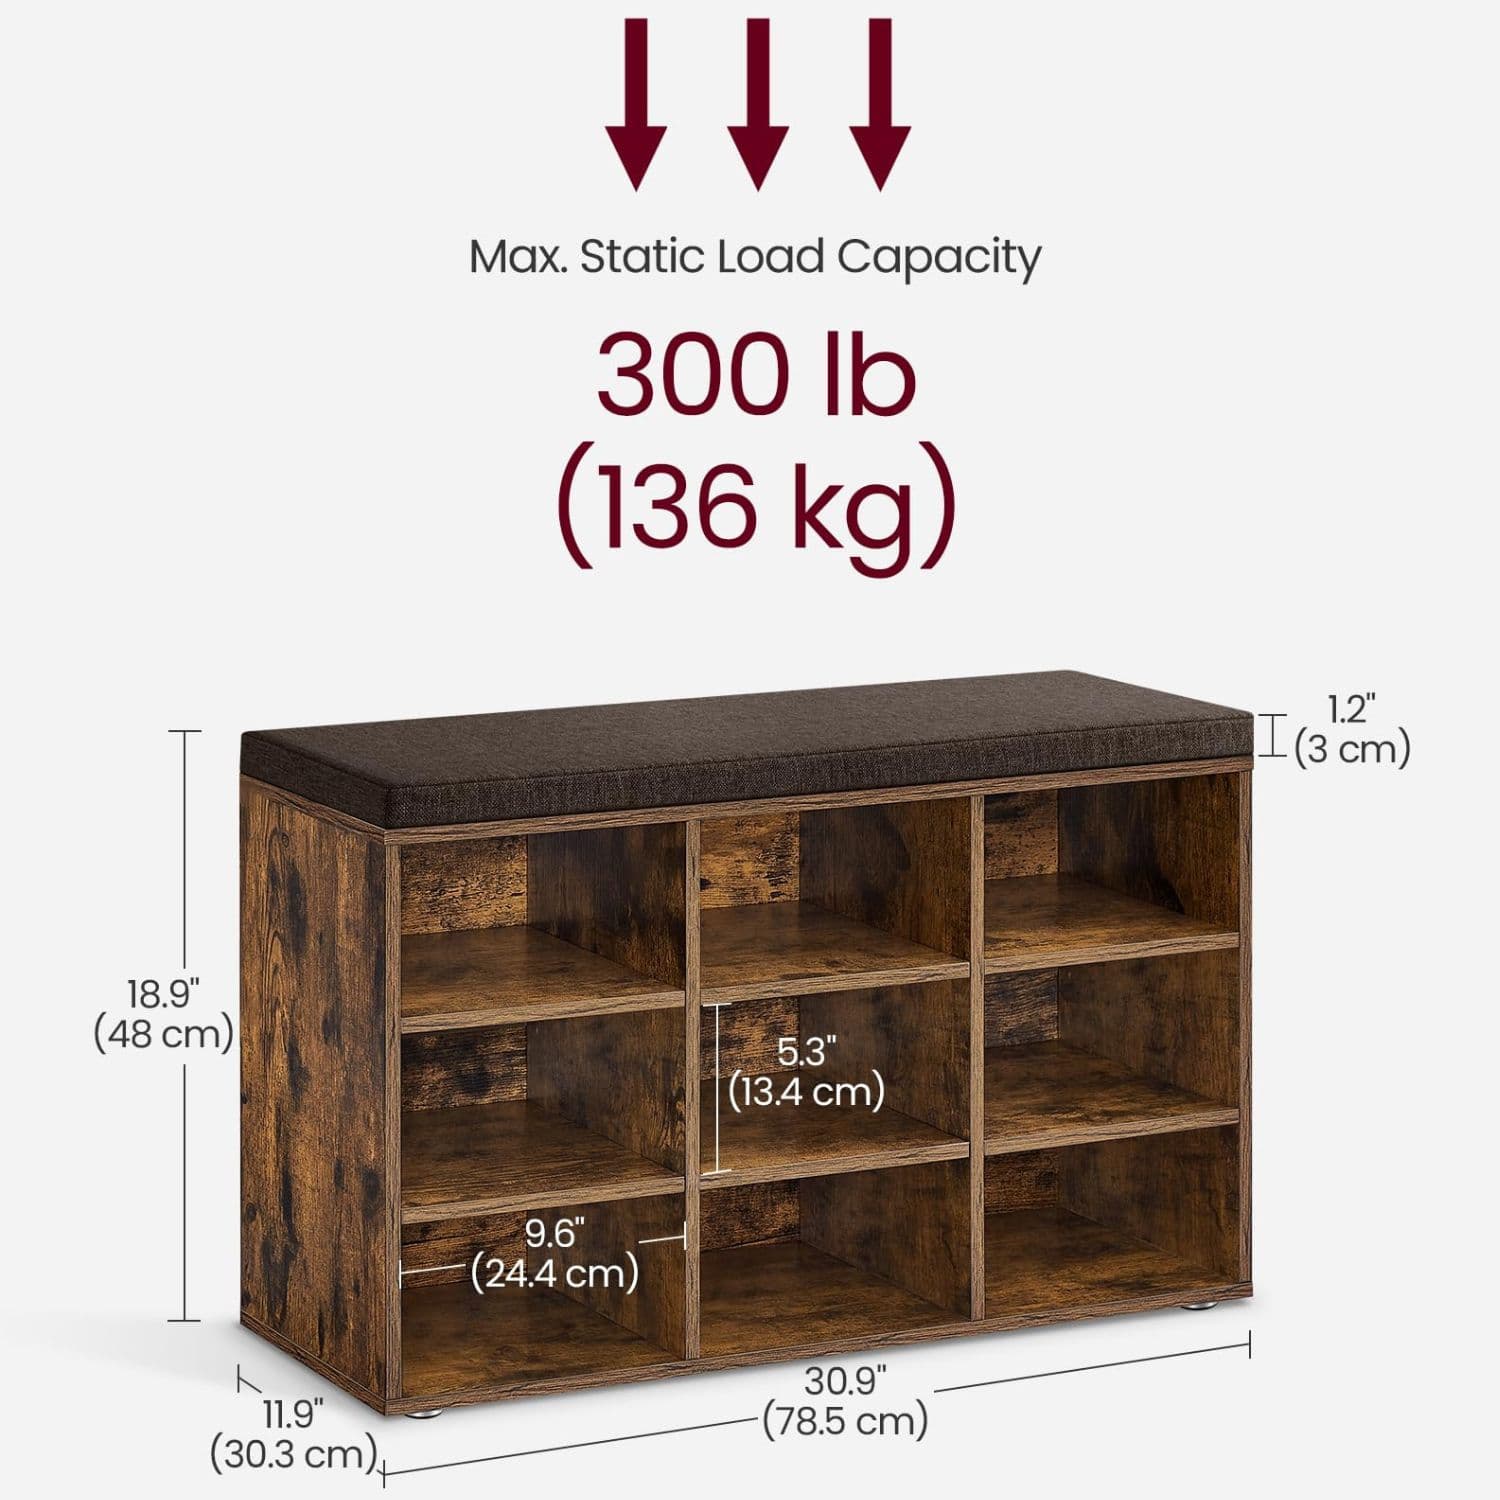 Max. Static Load Capacity
300 lb
(136 kg)
1.2"
(3 cm)
18.9"
(48 cm)
5.3"
(13.4 cm)
9.6"
(24.4 cm)
30.9"
(78.5 cm)
11.9"
(30.3 cm)